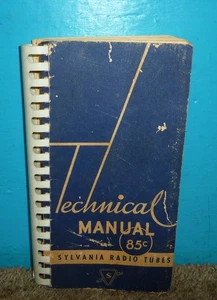 Technical
MANUAL
85c
SYLVANIA RADIO TUBES
S